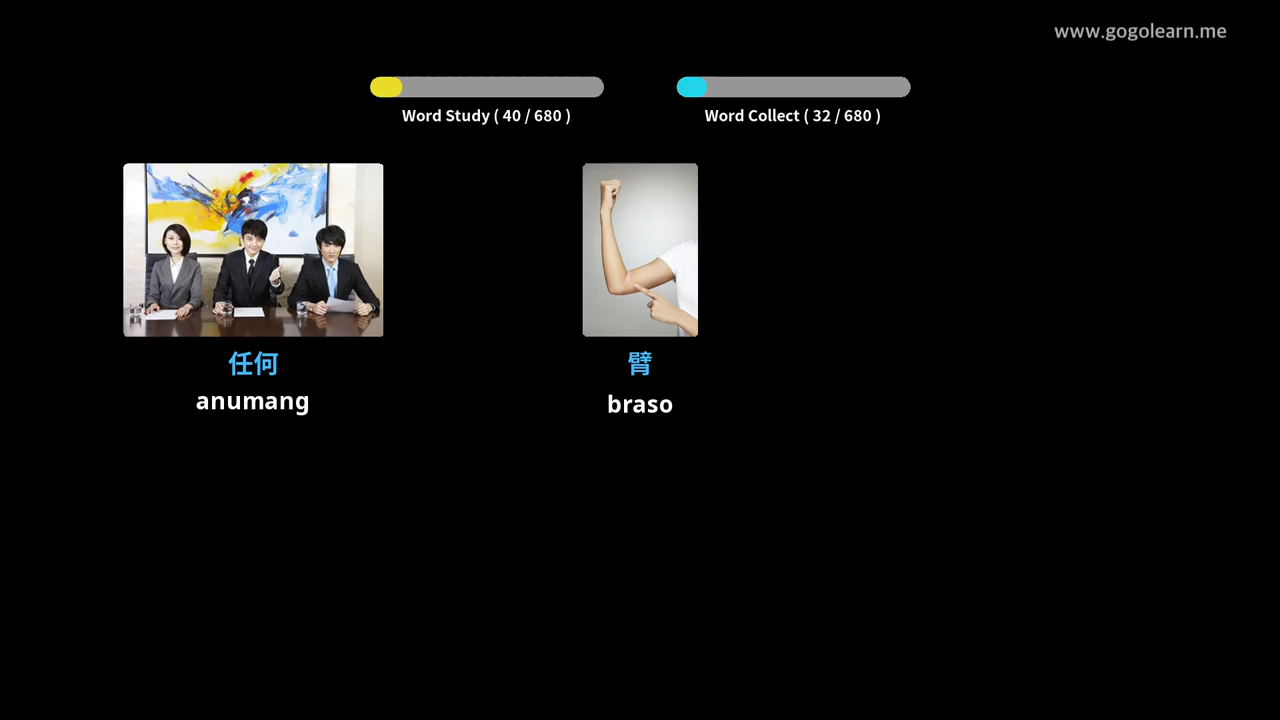 www.gogolearn.me
Word Study ( 40 / 680 )
Word Collect ( 32 / 680 )
任何
anumang
臂
braso